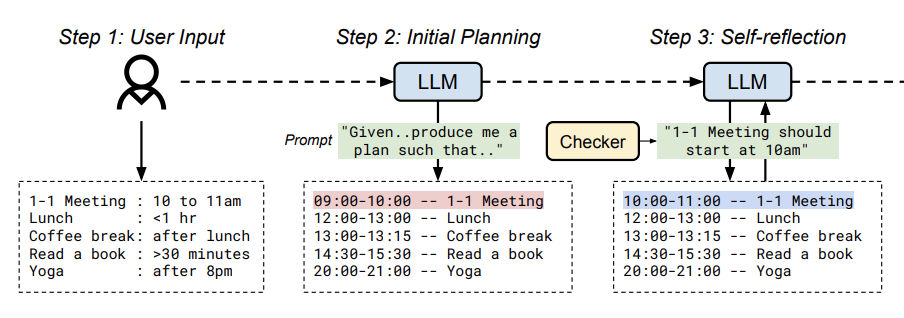 Step 1: User Input
Step 2: Initial Planning
Step 3: Self-reflection
LLM
LLM
Prompt
"Given..produce me a
plan such that.."
Checker
"1-1 Meeting should
start at 10am"
1-1 Meeting : 10 to 11am
Lunch : <1 hr
Coffee break: after lunch
Read a book : >30 minutes
Yoga : after 8pm
09:00-10:00 -- 1-1 Meeting
12:00-13:00 -- Lunch
13:00-13:15 -- Coffee break
14:30-15:30 -- Read a book
20:00-21:00 -- Yoga
10:00-11:00 -- 1-1 Meeting
12:00-13:00 -- Lunch
13:00-13:15 -- Coffee break
14:30-15:30 -- Read a book
20:00-21:00 -- Yoga